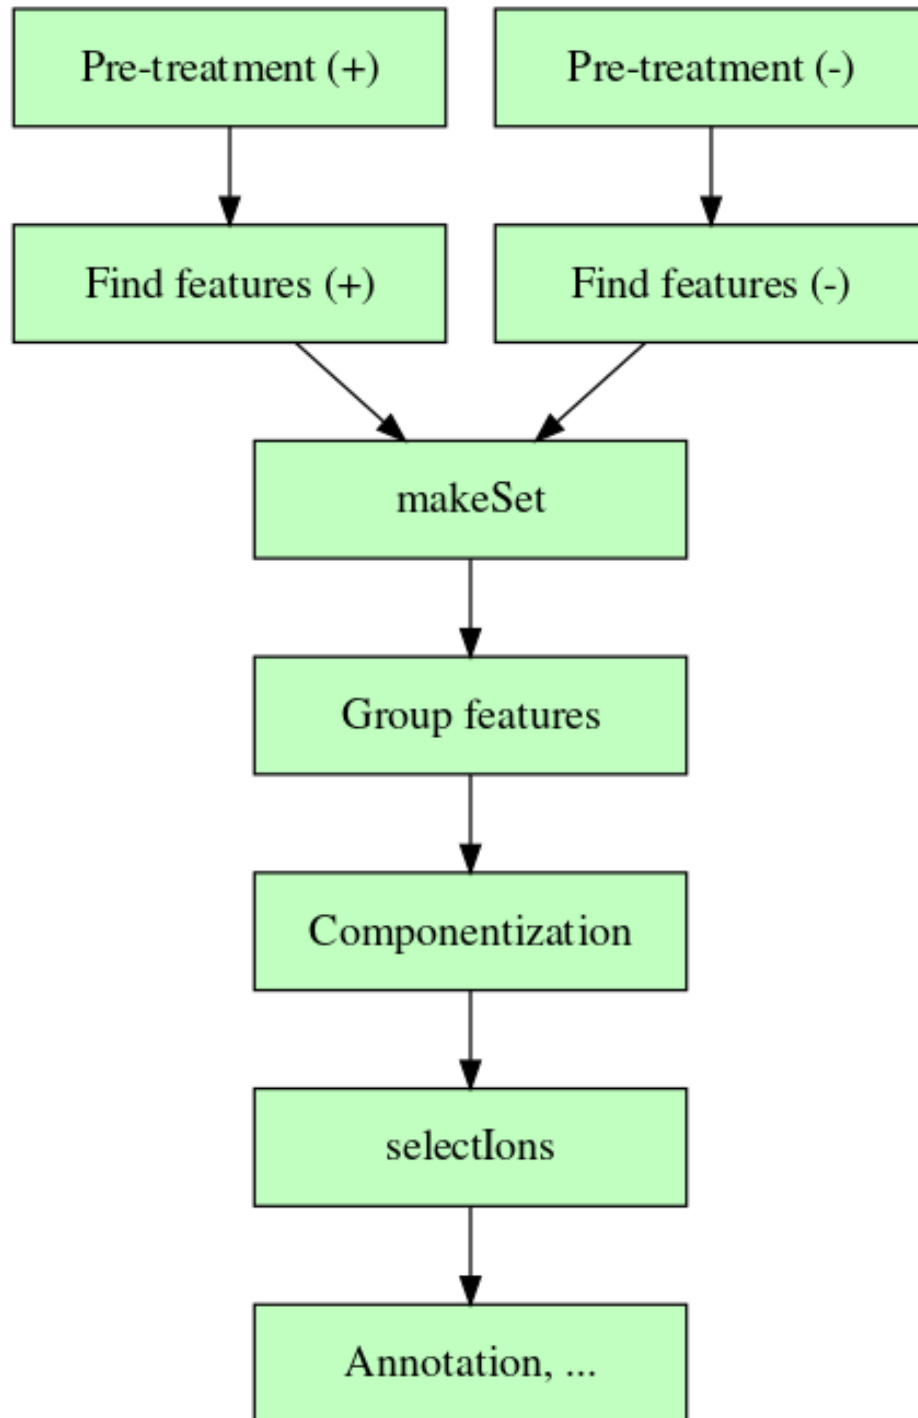 Pre-treatment (+)
Pre-treatment (-)
Find features (+)
Find features (-)
makeSet
Group features
Componentization
selectIons
Annotation, ...